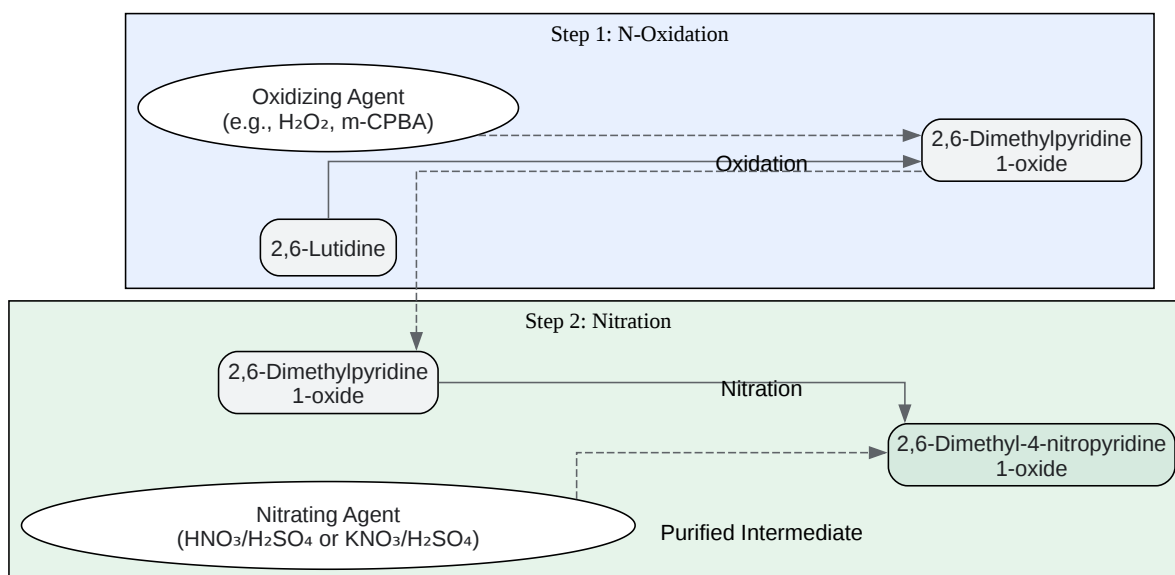 Step 1: N-Oxidation
Oxidizing Agent
(e.g., H₂O₂, m-CPBA)
2,6-Dimethylpyridine
1-oxide
Oxidation
2,6-Lutidine
Step 2: Nitration
2,6-Dimethylpyridine
1-oxide
Nitration
2,6-Dimethyl-4-nitropyridine
1-oxide
Nitrating Agent
(HNO₃/H₂SO₄ or KNO₃/H₂SO₄)
Purified Intermediate